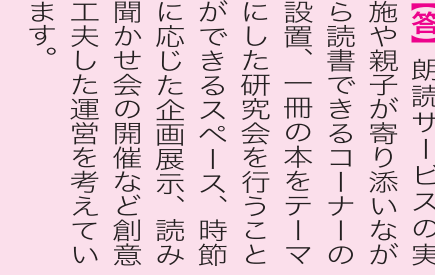 【答】 朗読サービスの実
施や親子が寄り添いなが
ら読書できるコーナーの
設置、一冊の本をテーマ
にした研究会を行うこと
ができるスペース、時節
に応じた企画展示、読み
聞かせ会の開催など創意
工夫した運営を考えてい
ます。